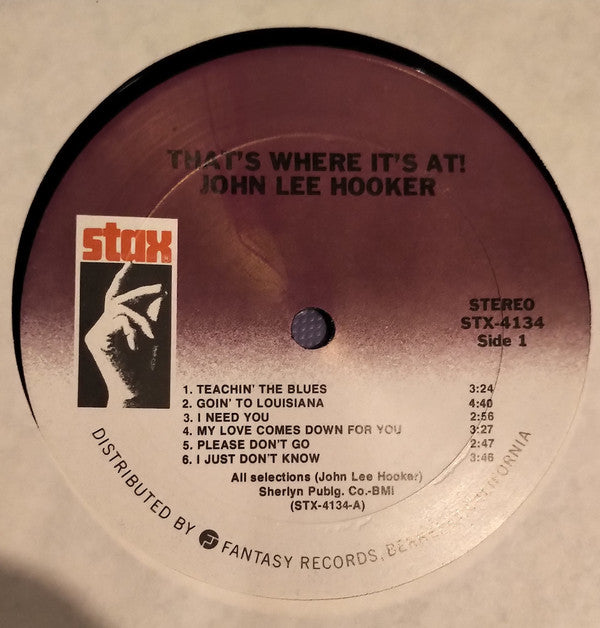 THAT'S WHERE IT'S AT!
JOHN LEE HOOKER
stax
STEREO
STX-4134
Side 1
1. TEACHIN' THE BLUES 3:24
2. GOIN' TO LOUISIANA 4:40
3. I NEED YOU 2:56
4. MY LOVE COMES DOWN FOR YOU 3:27
5. PLEASE DON'T GO 2:47
6. I JUST DON'T KNOW 3:46
All selections (John Lee Hooker)
Sherlyn Publg. Co.-BMI
(STX-4134-A)
DISTRIBUTED BY FANTASY RECORDS, BERKELEY, CALIFORNIA